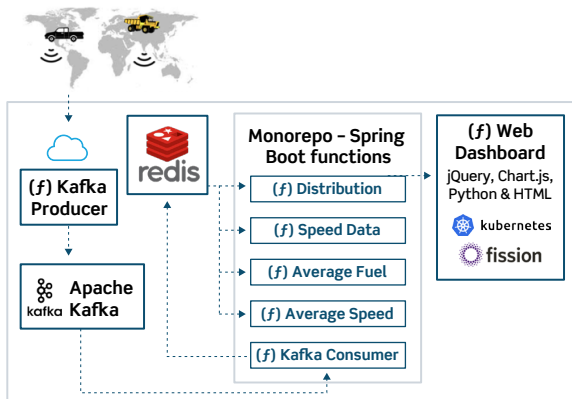 (ƒ) Kafka
Producer
kafka
Apache
Kafka
redis
Monorepo – Spring
Boot functions
(ƒ) Distribution
(ƒ) Speed Data
(ƒ) Average Fuel
(ƒ) Average Speed
(ƒ) Kafka Consumer
(ƒ) Web
Dashboard
jQuery, Chart.js,
Python & HTML
kubernetes
fission